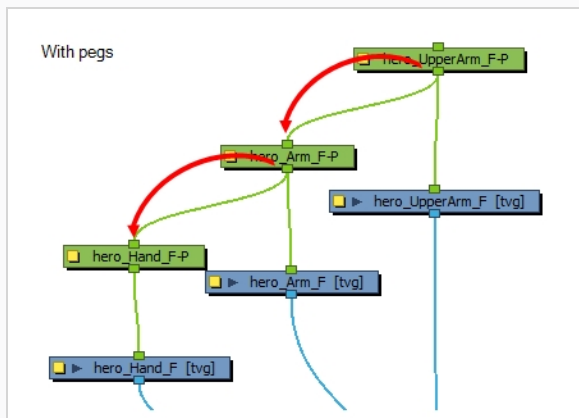 With pegs
hero_UpperArm_F-P
hero_Arm_F-P
hero_UpperArm_F [tvg]
hero_Hand_F-P
hero_Arm_F [tvg]
hero_Hand_F [tvg]